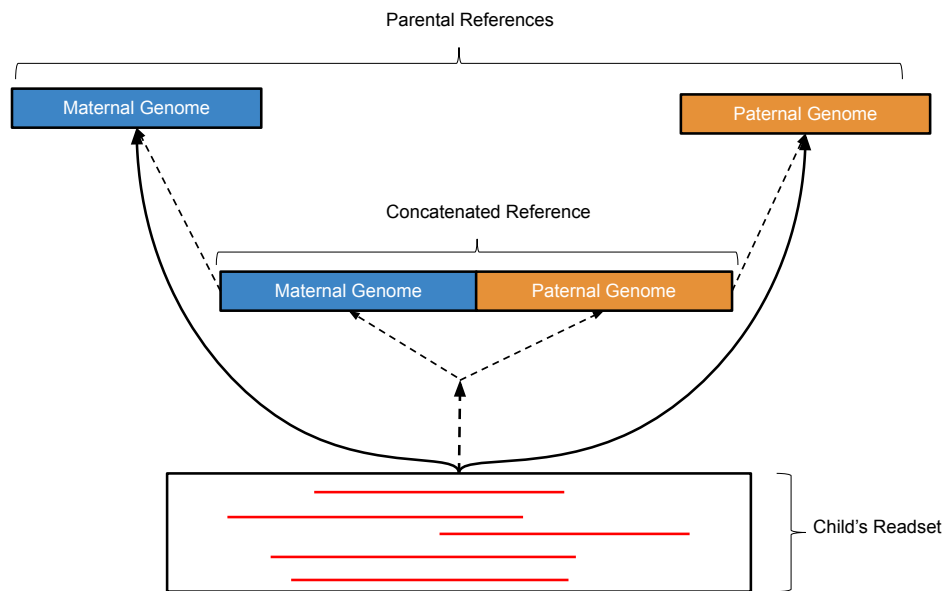 Parental References
Maternal Genome
Paternal Genome
Concatenated Reference
Maternal Genome
Paternal Genome
Child's Readset